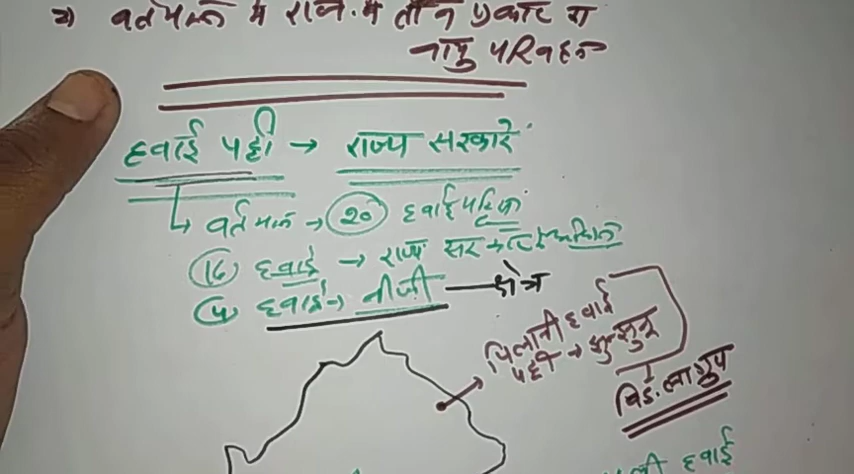 2) वर्तमान में राज. में तीन प्रकार का
वायु परिवहन
हवाई पट्टी → राज्य सरकारें
↳ वर्तमान → (20) हवाई पट्टियां
(16) हवाई → राज्य सर →
हवाई → नीजी — क्षेत्र
पिलानी हवाई
पट्टी → झुन्झुनू
बिड़ला ग्रुप
हवाई